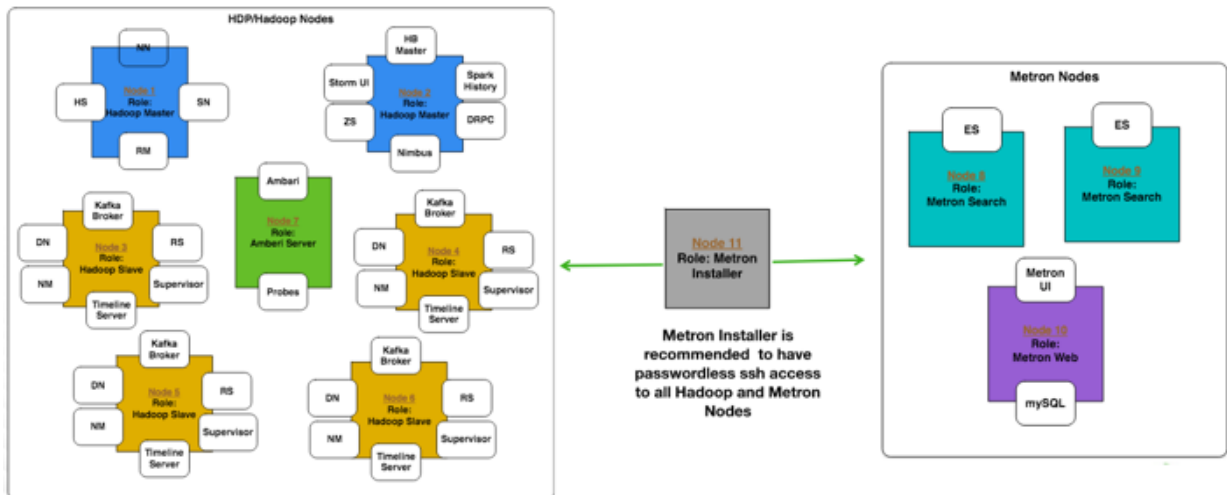 HDP/Hadoop Nodes
NN
Node 1
Role:
Hadoop Master
HS
SN
RM
HB
Master
Storm UI
Spark
History
Node 2
Role:
Hadoop Master
ZS
DRPC
Nimbus
Ambari
Node 7
Role:
Amberi Server
Probes
Kafka
Broker
DN
RS
Node 3
Role:
Hadoop Slave
NM
Supervisor
Timeline
Server
Kafka
Broker
DN
RS
Node 4
Role:
Hadoop Slave
NM
Supervisor
Timeline
Server
Kafka
Broker
DN
RS
Node 5
Role:
Hadoop Slave
NM
Supervisor
Timeline
Server
Kafka
Broker
DN
RS
Node 6
Role:
Hadoop Slave
NM
Supervisor
Timeline
Server
Node 11
Role: Metron
Installer
Metron Installer is
recommended to have
passwordless ssh access
to all Hadoop and Metron
Nodes
Metron Nodes
ES
Node 8
Role:
Metron Search
ES
Node 9
Role:
Metron Search
Metron
UI
Node 10
Role:
Metron Web
mySQL